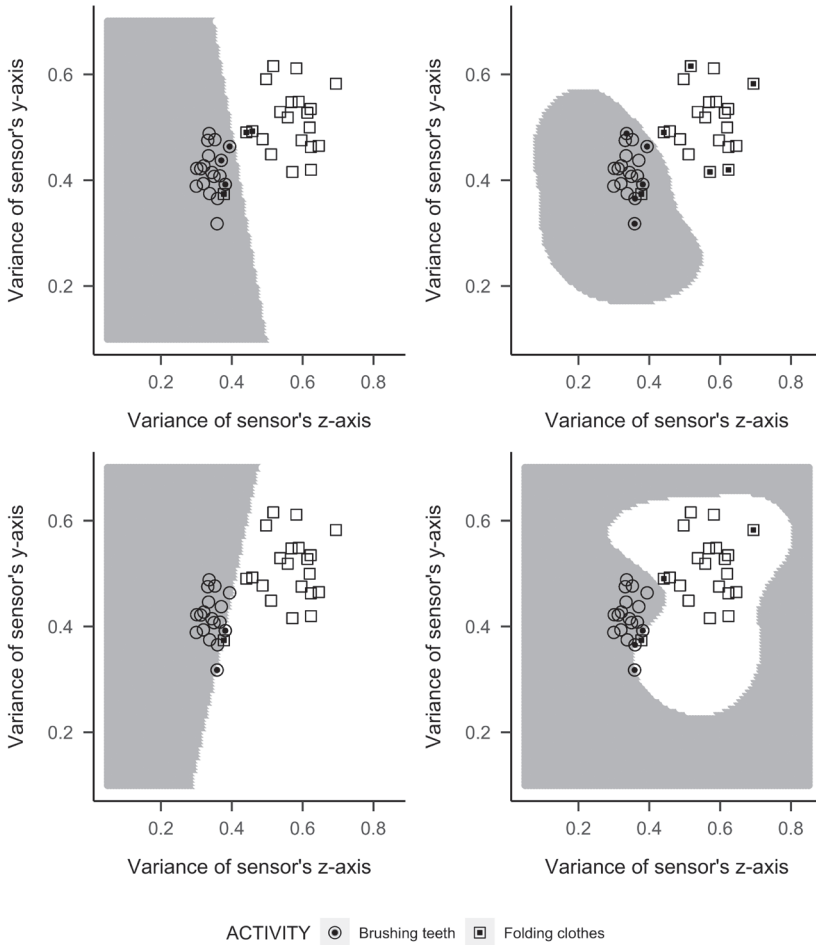 Variance of sensor's y-axis
0.6
0.4
0.2
0.2 0.4 0.6 0.8
Variance of sensor's z-axis
Variance of sensor's y-axis
0.6
0.4
0.2
0.2 0.4 0.6 0.8
Variance of sensor's z-axis
Variance of sensor's y-axis
0.6
0.4
0.2
0.2 0.4 0.6 0.8
Variance of sensor's z-axis
Variance of sensor's y-axis
0.6
0.4
0.2
0.2 0.4 0.6 0.8
Variance of sensor's z-axis
ACTIVITY Brushing teeth Folding clothes